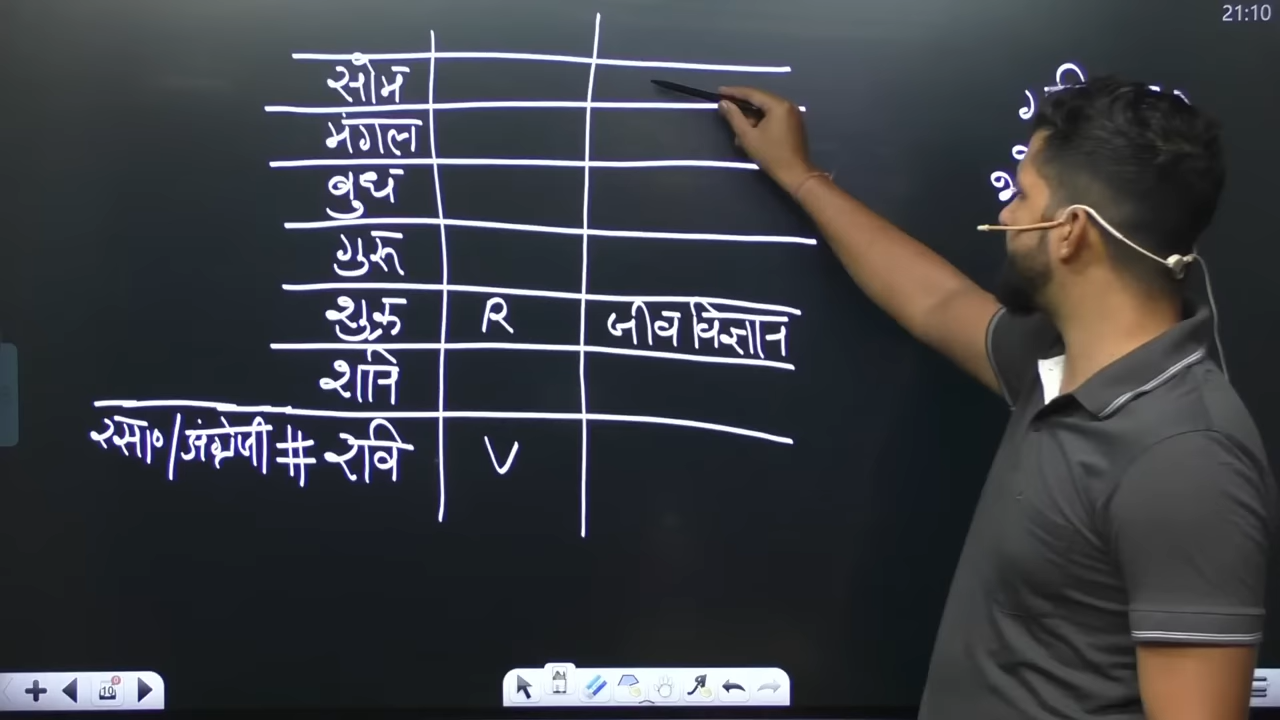 21:10
सोम
मंगल
बुध
गुरू
शुक्र R जीव विज्ञान
शनि
रसा०/अंग्रेजी # रवि V
10